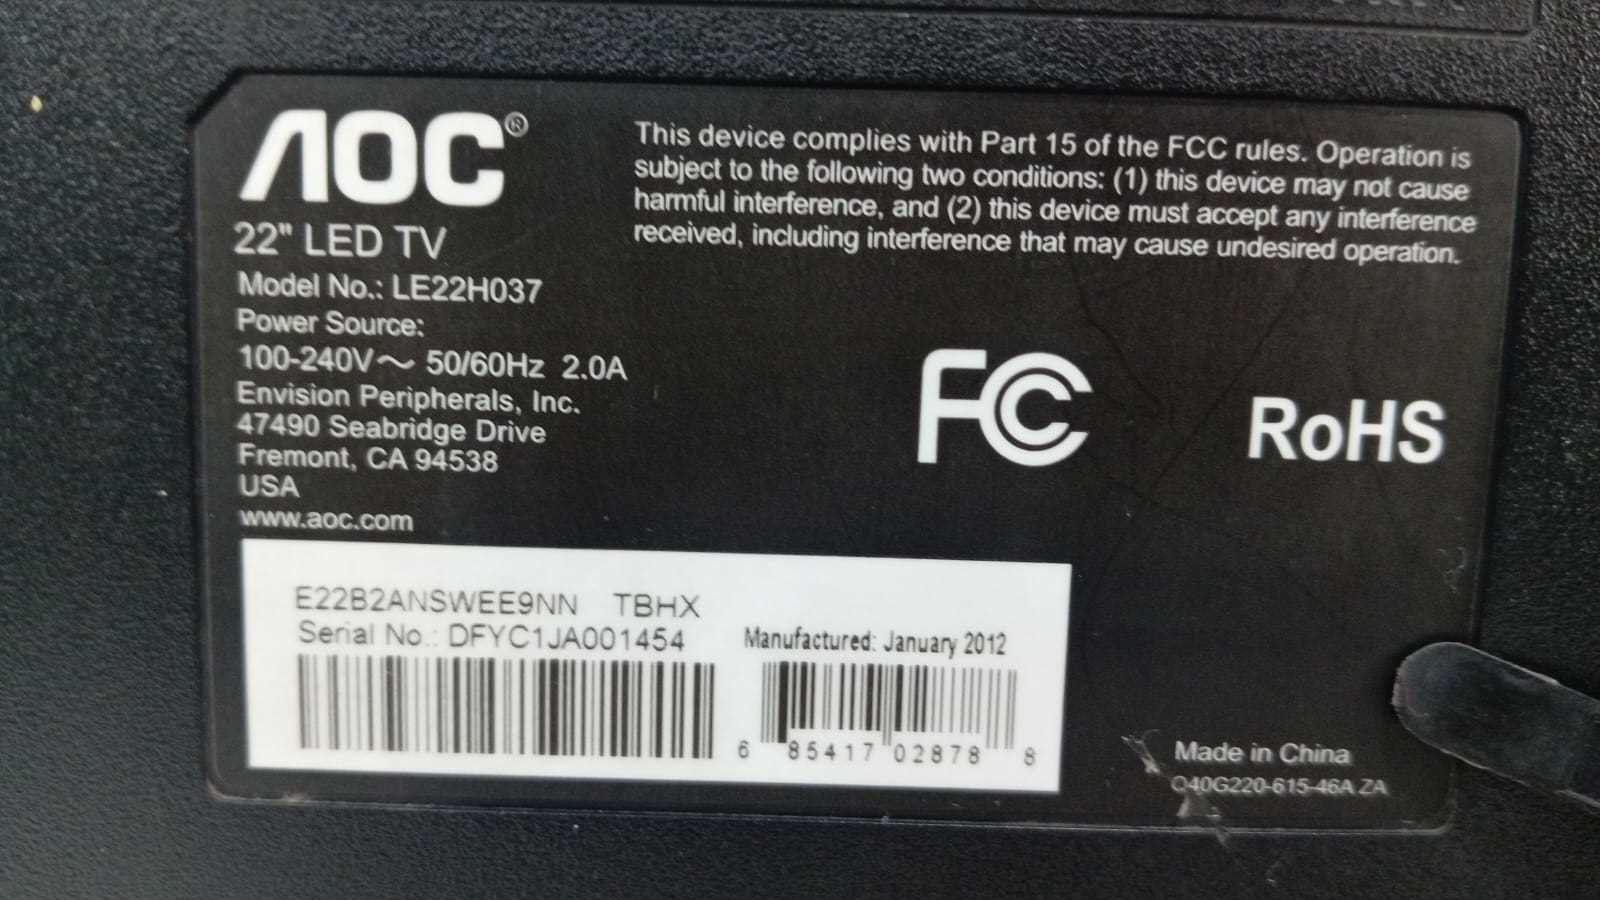 AOC®
22" LED TV
Model No.: LE22H037
Power Source:
100-240V～ 50/60Hz 2.0A
Envision Peripherals, Inc.
47490 Seabridge Drive
Fremont, CA 94538
USA
www.aoc.com
This device complies with Part 15 of the FCC rules. Operation is
subject to the following two conditions: (1) this device may not cause
harmful interference, and (2) this device must accept any interference
received, including interference that may cause undesired operation.
FC
RoHS
E22B2ANSWEE9NN TBHX
Serial No.: DFYC1JA001454
Manufactured: January 2012
6 85417 02878 8
Made in China
Q40G220-615-46A ZA